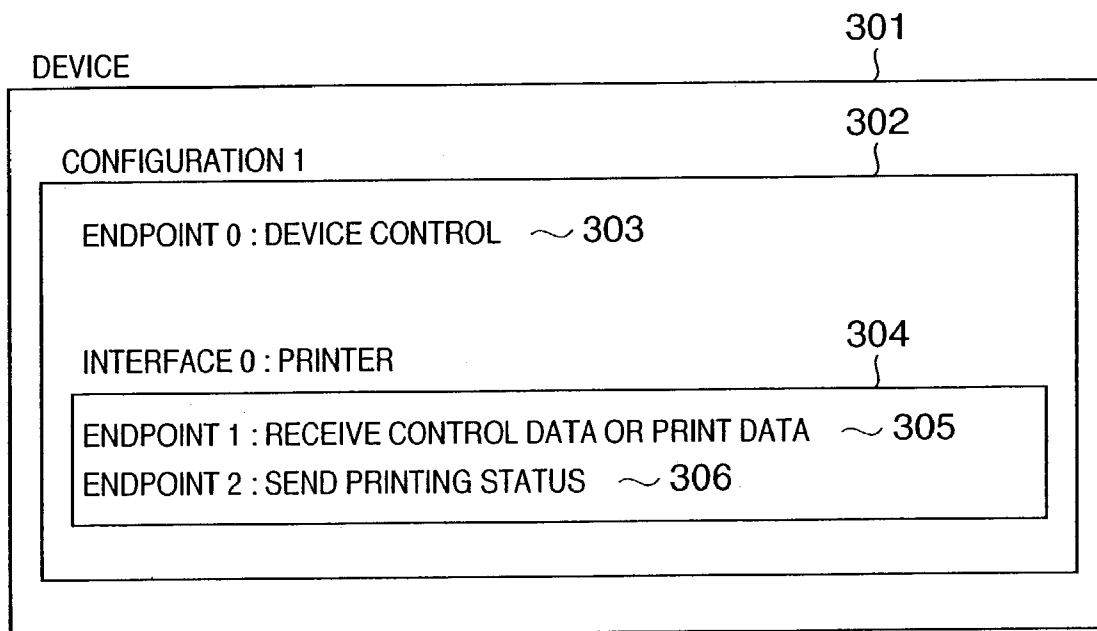 301
DEVICE
302
CONFIGURATION 1
ENDPOINT 0 : DEVICE CONTROL 303
304
INTERFACE 0 : PRINTER
ENDPOINT 1 : RECEIVE CONTROL DATA OR PRINT DATA 305
ENDPOINT 2 : SEND PRINTING STATUS 306